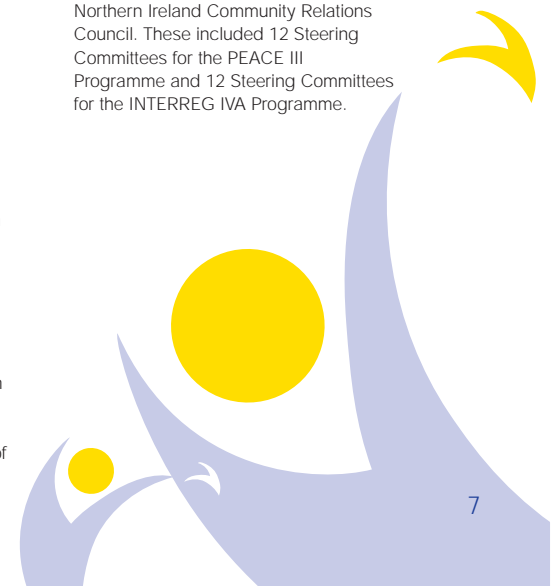 Northern Ireland Community Relations
Council. These included 12 Steering
Committees for the PEACE III
Programme and 12 Steering Committees
for the INTERREG IVA Programme.
of
7